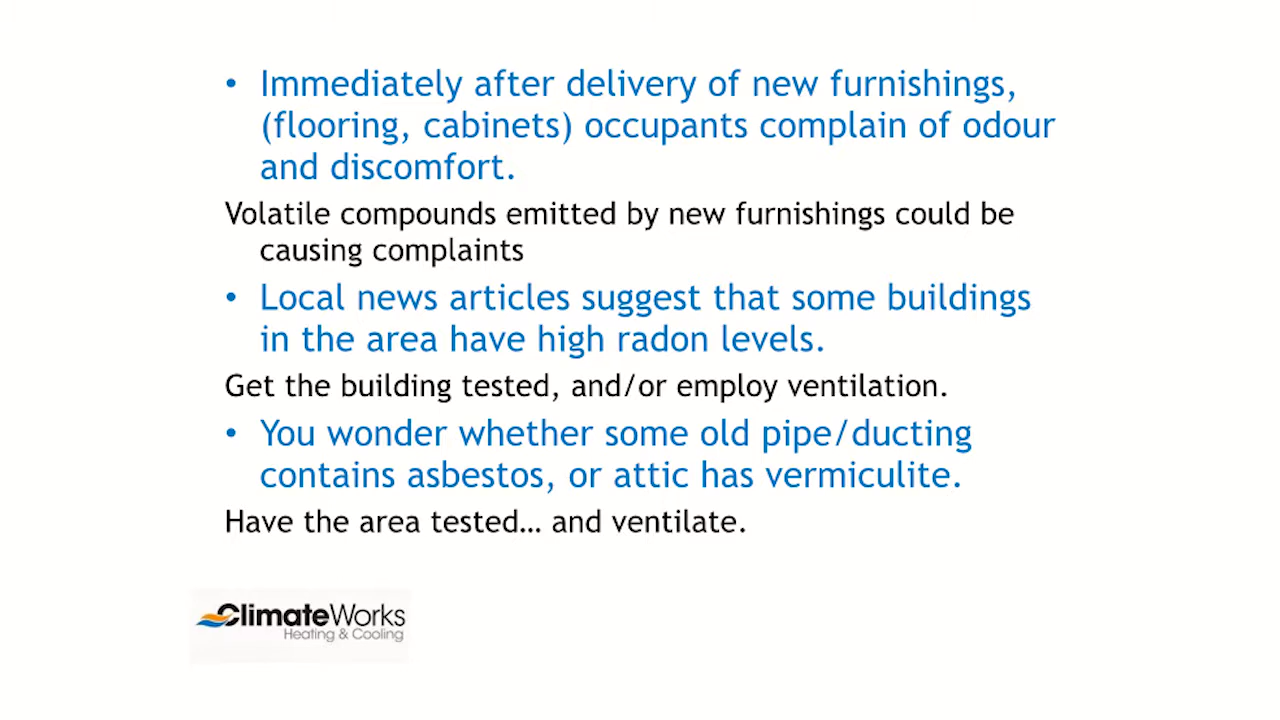 • Immediately after delivery of new furnishings,
(flooring, cabinets) occupants complain of odour
and discomfort.
Volatile compounds emitted by new furnishings could be
causing complaints
• Local news articles suggest that some buildings
in the area have high radon levels.
Get the building tested, and/or employ ventilation.
• You wonder whether some old pipe/ducting
contains asbestos, or attic has vermiculite.
Have the area tested… and ventilate.
ClimateWorks
Heating & Cooling